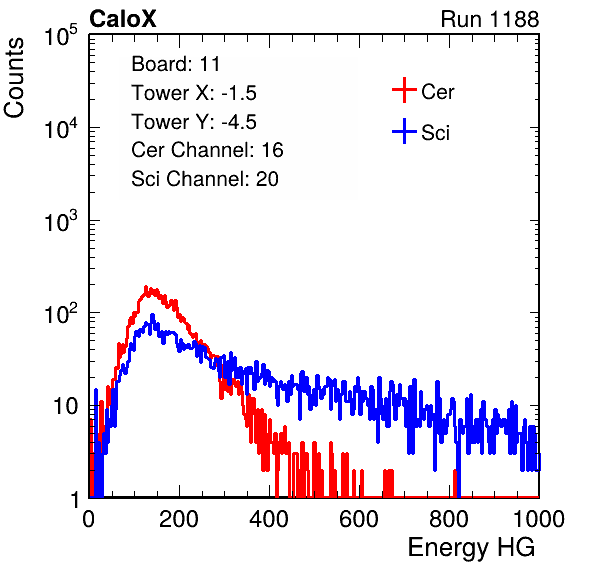 CaloX Run 1188
Counts
Board: 11
Tower X: -1.5
Tower Y: -4.5
Cer Channel: 16
Sci Channel: 20
Cer
Sci
10^5
10^4
10^3
10^2
10
1
0 200 400 600 800 1000
Energy HG